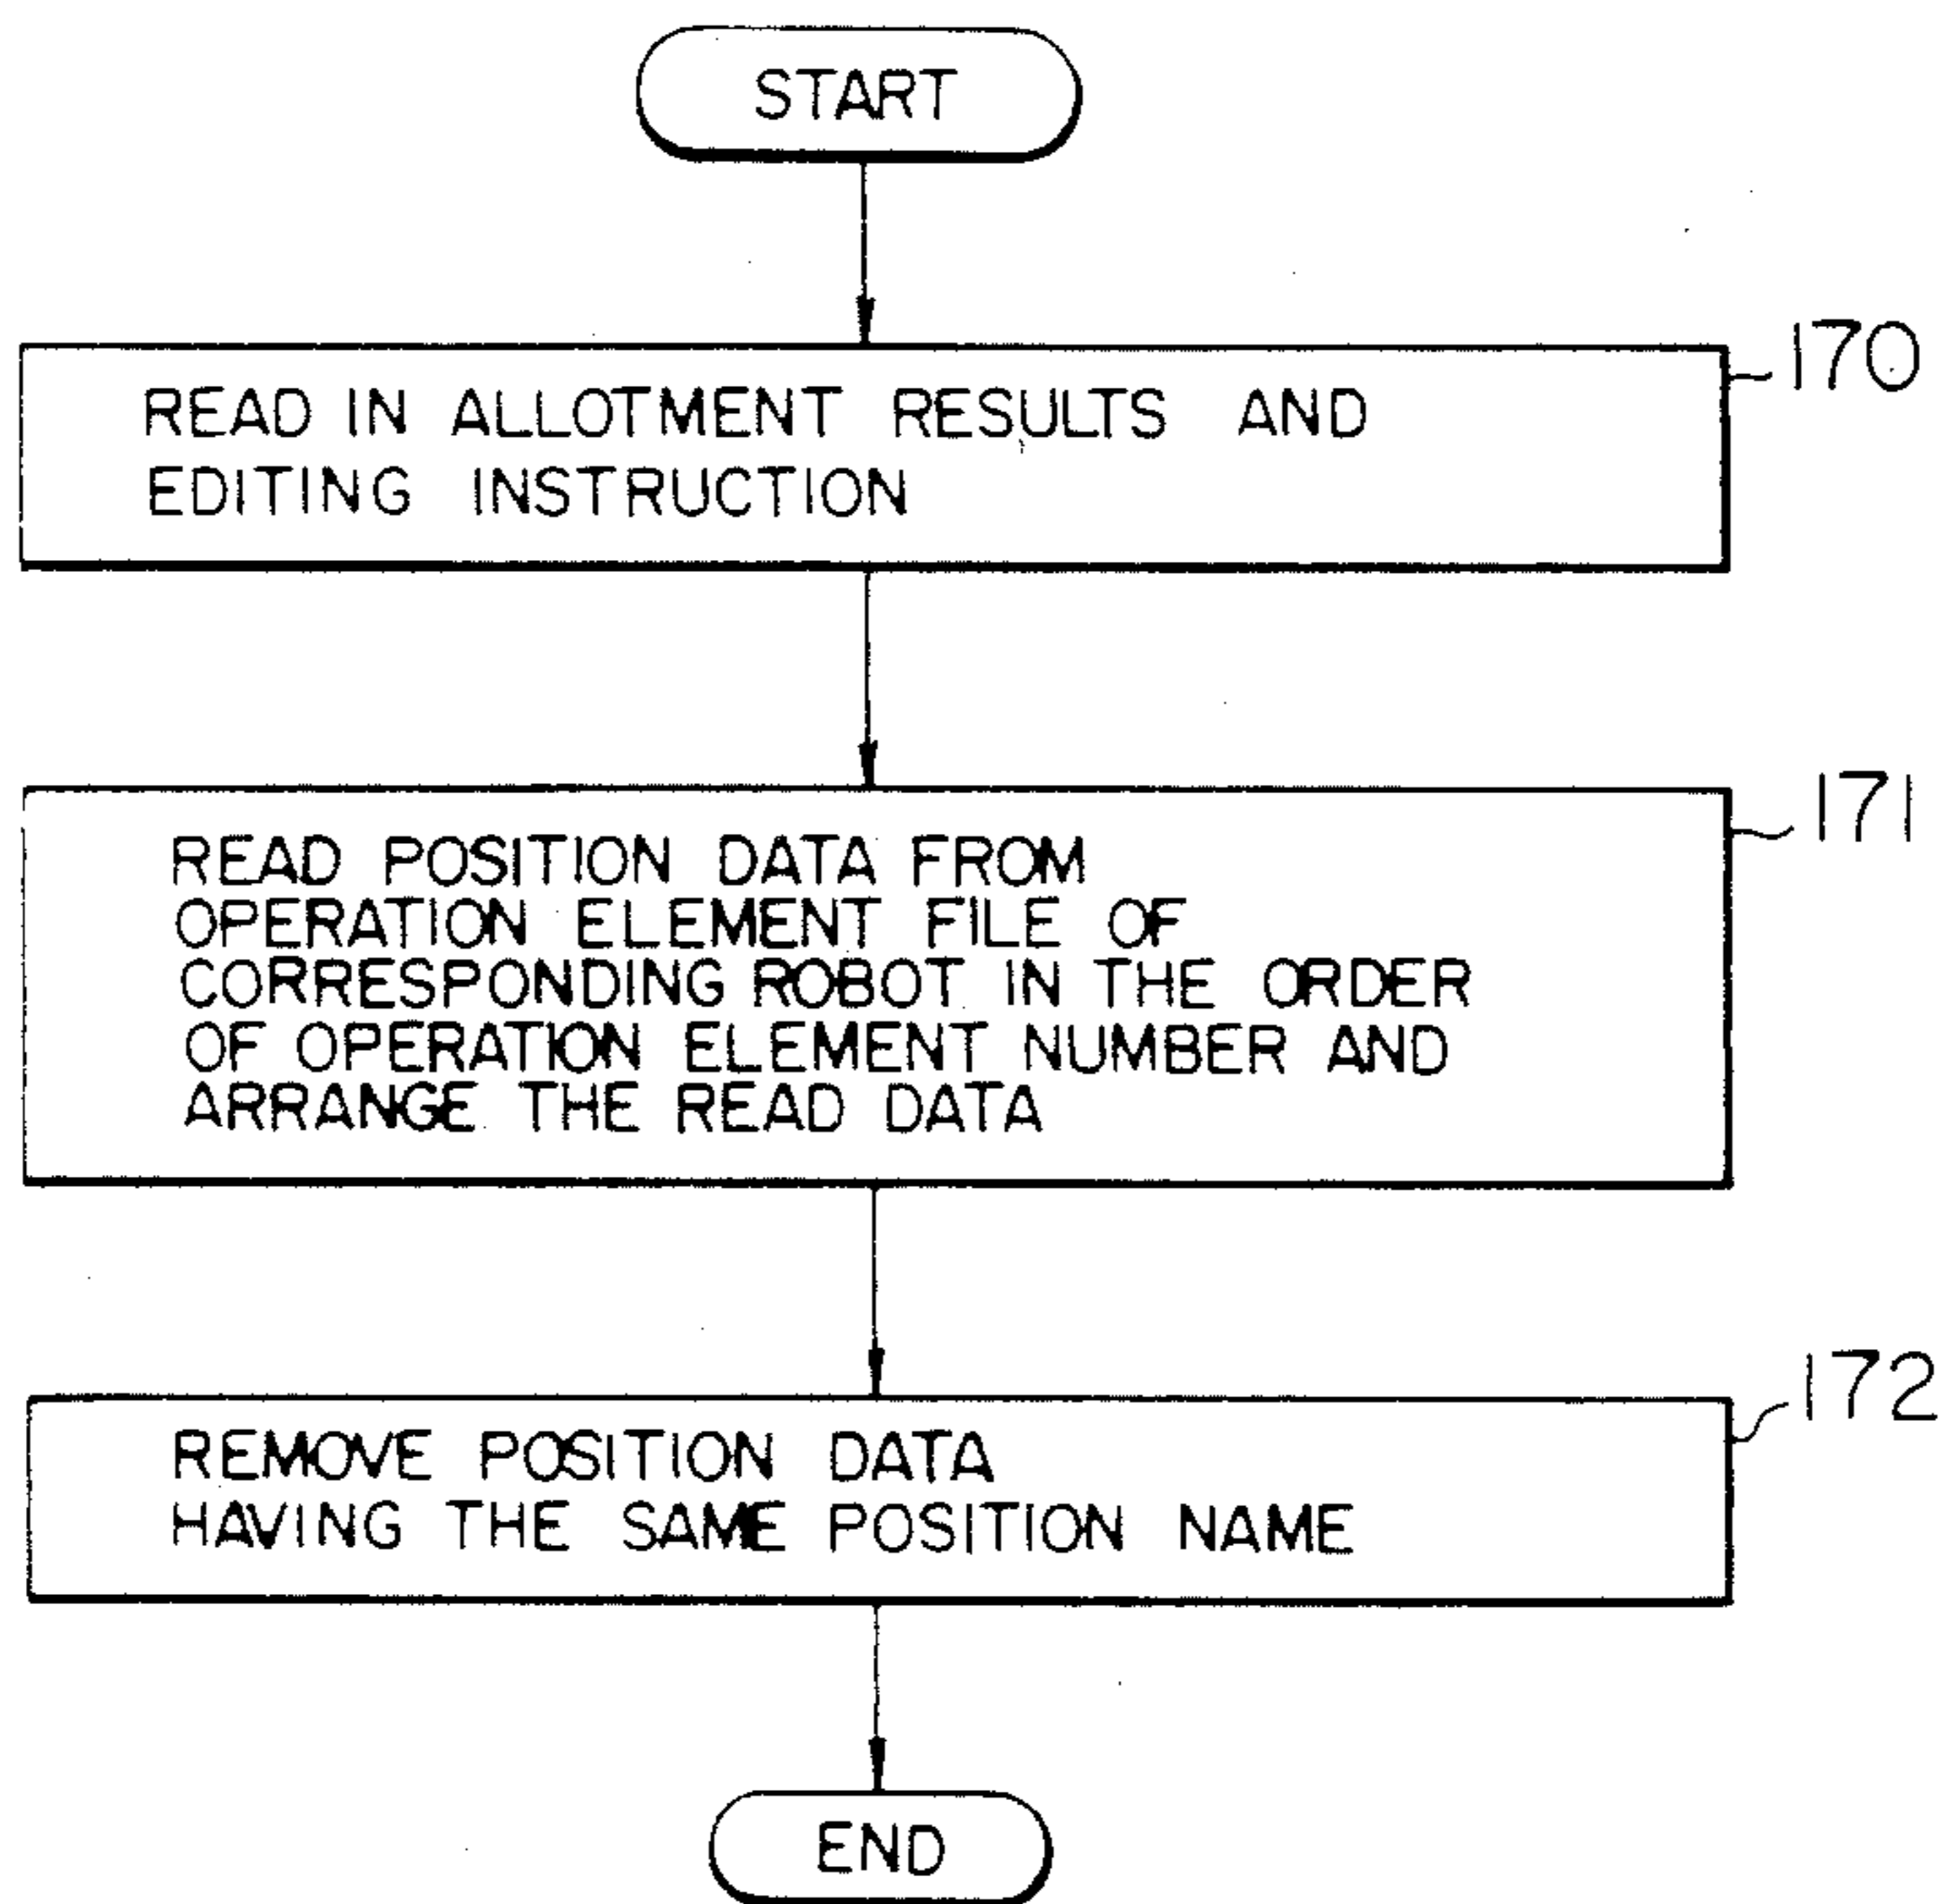 START
READ IN ALLOTMENT RESULTS AND
EDITING INSTRUCTION
170
READ POSITION DATA FROM
OPERATION ELEMENT FILE OF
CORRESPONDING ROBOT IN THE ORDER
OF OPERATION ELEMENT NUMBER AND
ARRANGE THE READ DATA
171
REMOVE POSITION DATA
HAVING THE SAME POSITION NAME
172
END